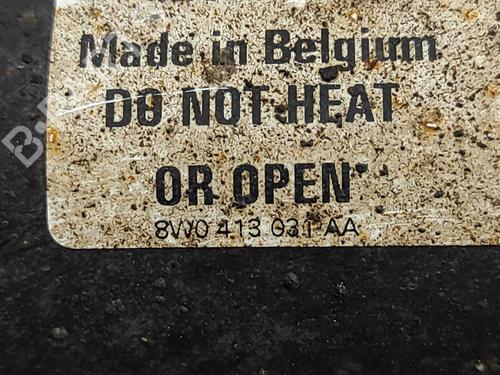 Made in Belgium
DO NOT HEAT
OR OPEN
8W0 413 031 AA